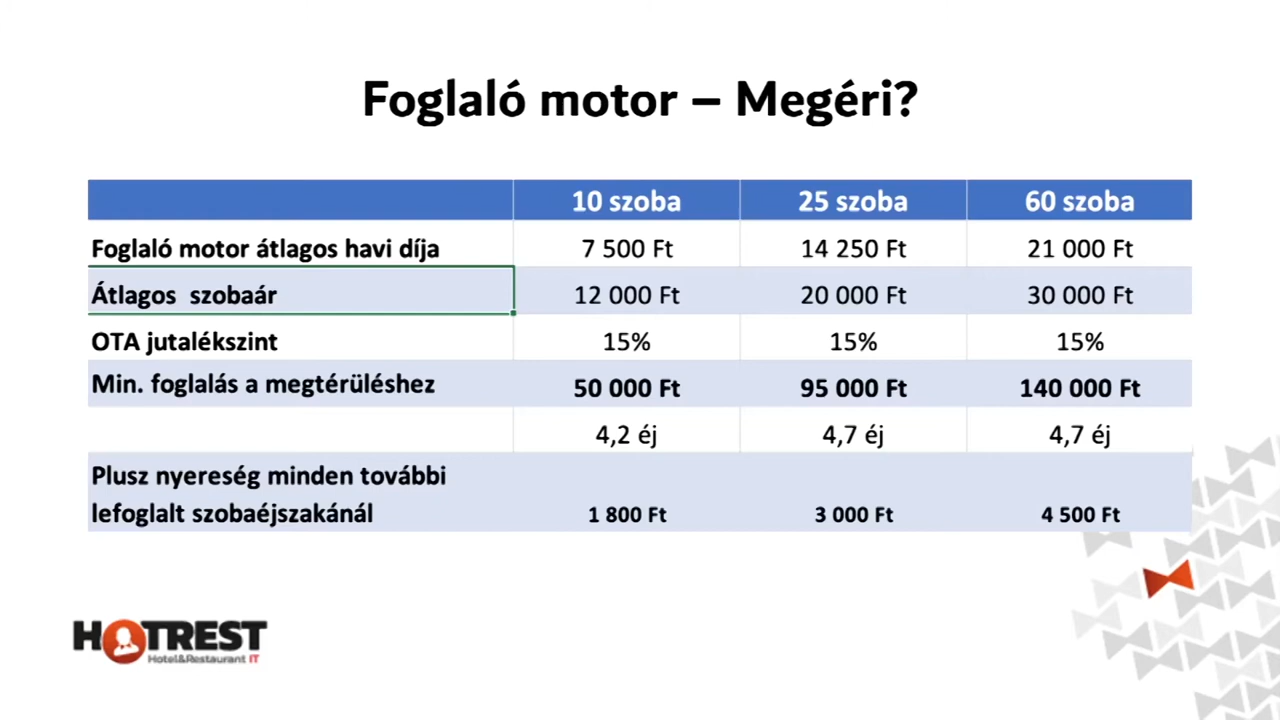 Foglaló motor – Megéri?
10 szoba 25 szoba 60 szoba
Foglaló motor átlagos havi díja 7 500 Ft 14 250 Ft 21 000 Ft
Átlagos szobaár 12 000 Ft 20 000 Ft 30 000 Ft
OTA jutalékszint 15% 15% 15%
Min. foglalás a megtérüléshez 50 000 Ft 95 000 Ft 140 000 Ft
4,2 éj 4,7 éj 4,7 éj
Plusz nyereség minden további
lefoglalt szobaéjszakánál 1 800 Ft 3 000 Ft 4 500 Ft
HOTREST
Hotel&Restaurant IT